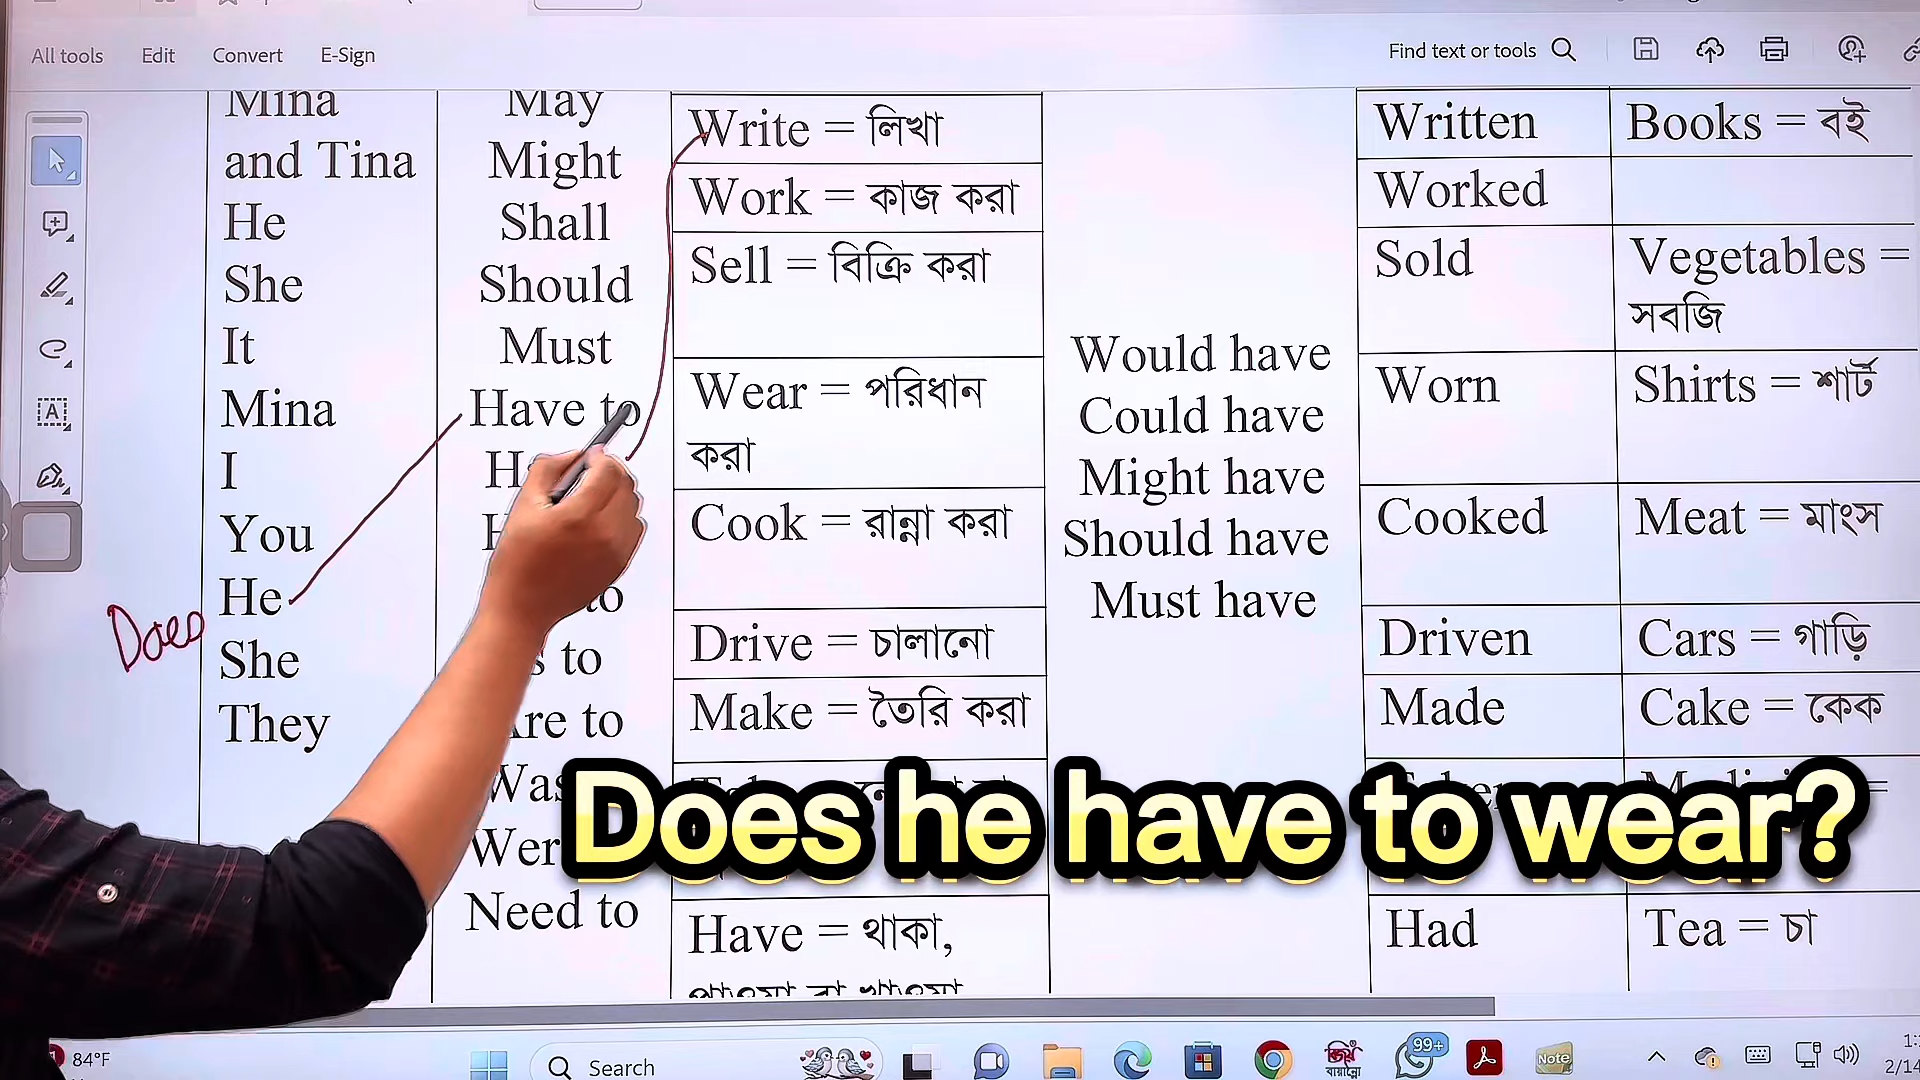 All tools Edit Convert E-Sign Find text or tools
Mina May Write = লিখা Written Books = বই
and Tina Might Work = কাজ করা Worked
He Shall Sell = বিক্রি করা Sold Vegetables =
She Should সবজি
It Must Would have
Mina Have to Wear = পরিধান Could have Worn Shirts = শার্ট
I করা Might have
You Cook = রান্না করা Should have Cooked Meat = মাংস
He to Must have
Does
She to Drive = চালানো Driven Cars = গাড়ি
They Are to Make = তৈরি করা Made Cake = কেক
Does he have to wear?
Need to Have = থাকা, Had Tea = চা
84°F Search 99+ Note